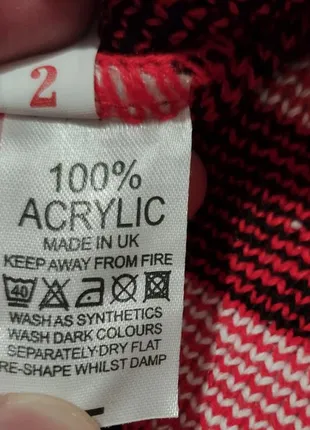 2
100%
ACRYLIC
MADE IN UK
KEEP AWAY FROM FIRE
40
WASH AS SYNTHETICS
WASH DARK COLOURS
SEPARATELY·DRY FLAT
RE-SHAPE WHILST DAMP